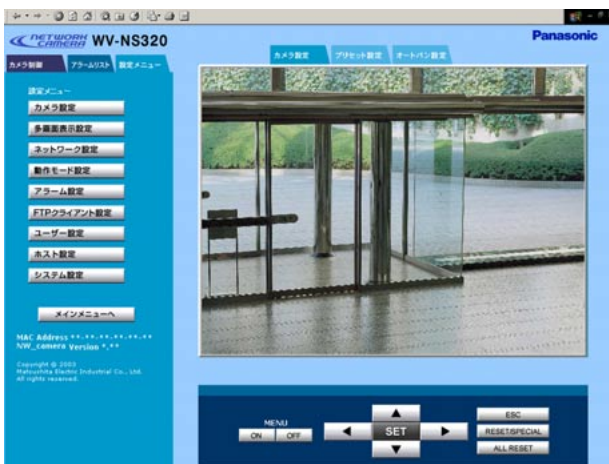 NETWORK CAMERA WV-NS320
Panasonic
カメラ制御 アラームリスト 設定メニュー
カメラ設定 プリセット設定 オートパン設定
設定メニュー
カメラ設定
多画面表示設定
ネットワーク設定
動作モード設定
アラーム設定
FTPクライアント設定
ユーザー設定
ホスト設定
システム設定
メインメニューへ
MAC Address **-**-**-**-**-**
NW_camera Version *.**
Copyright @ 2003
Matsushita Electric Industrial Co., Ltd.
All rights reserved.
MENU
ON OFF
SET
ESC
RESET/SPECIAL
ALL RESET